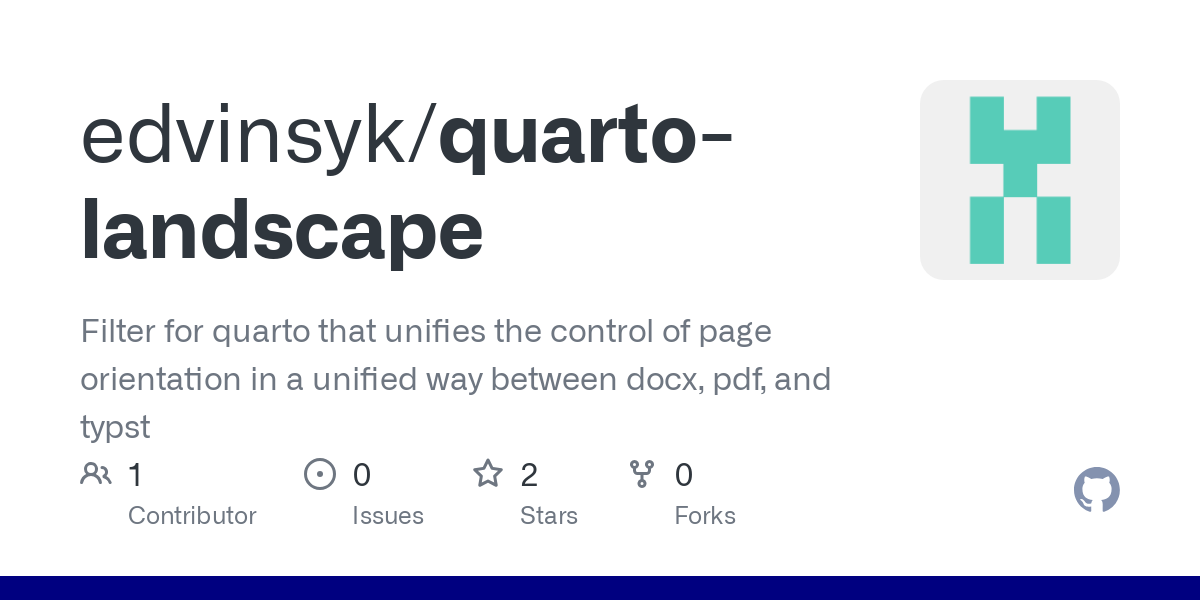 edvinsyk/quarto-
landscape
Filter for quarto that unifies the control of page
orientation in a unified way between docx, pdf, and
typst
1 0 2 0
Contributor Issues Stars Forks